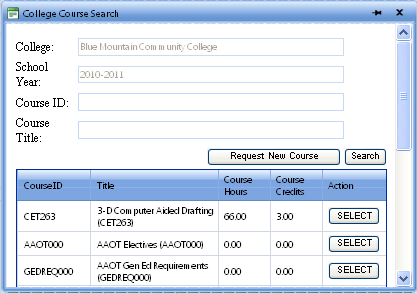 College Course Search
College: Blue Mountain Community College
School
Year: 2010-2011
Course ID:
Course
Title:
Request New Course Search
CourseID Title Course Hours Course Credits Action
CET263 3-D Computer Aided Drafting (CET263) 66.00 3.00 SELECT
AAOT000 AAOT Electives (AAOT000) 0.00 0.00 SELECT
GEDREQ000 AAOT Gen Ed Requirements (GEDREQ000) 0.00 0.00 SELECT